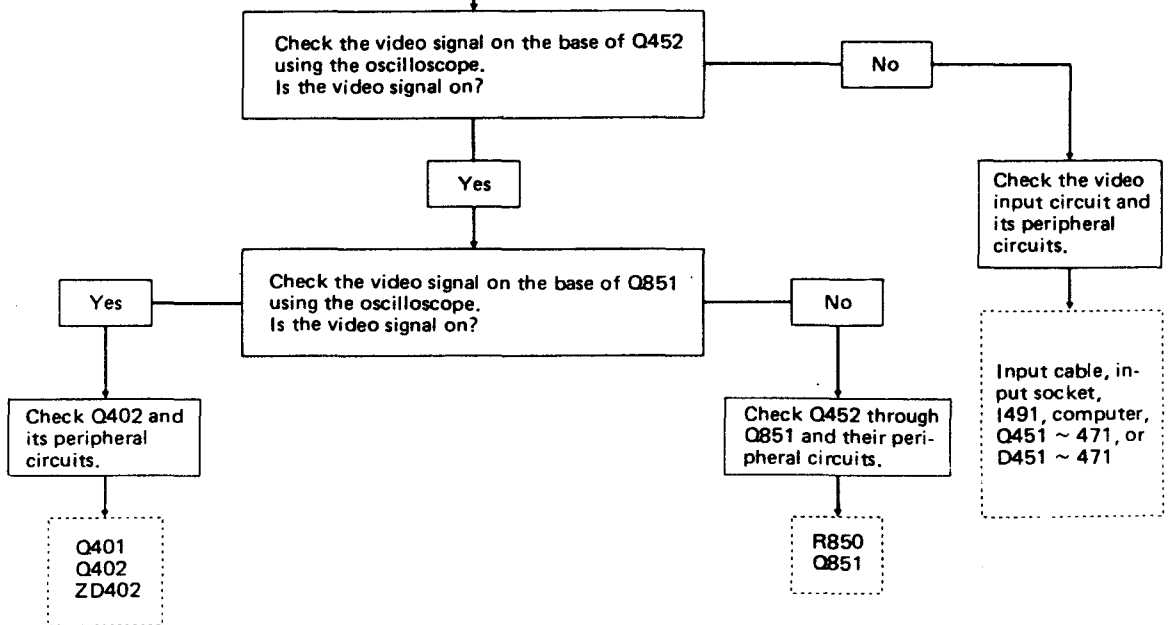 Check the video signal on the base of Q452
using the oscilloscope.
Is the video signal on?
No
Yes
Check the video
input circuit and
its peripheral
circuits.
Check the video signal on the base of Q851
using the oscilloscope.
Is the video signal on?
Yes
No
Input cable, in-
put socket,
I491, computer,
Q451 ~ 471, or
D451 ~ 471
Check Q402 and
its peripheral
circuits.
Check Q452 through
Q851 and their peri-
pheral circuits.
Q401
Q402
ZD402
R850
Q851